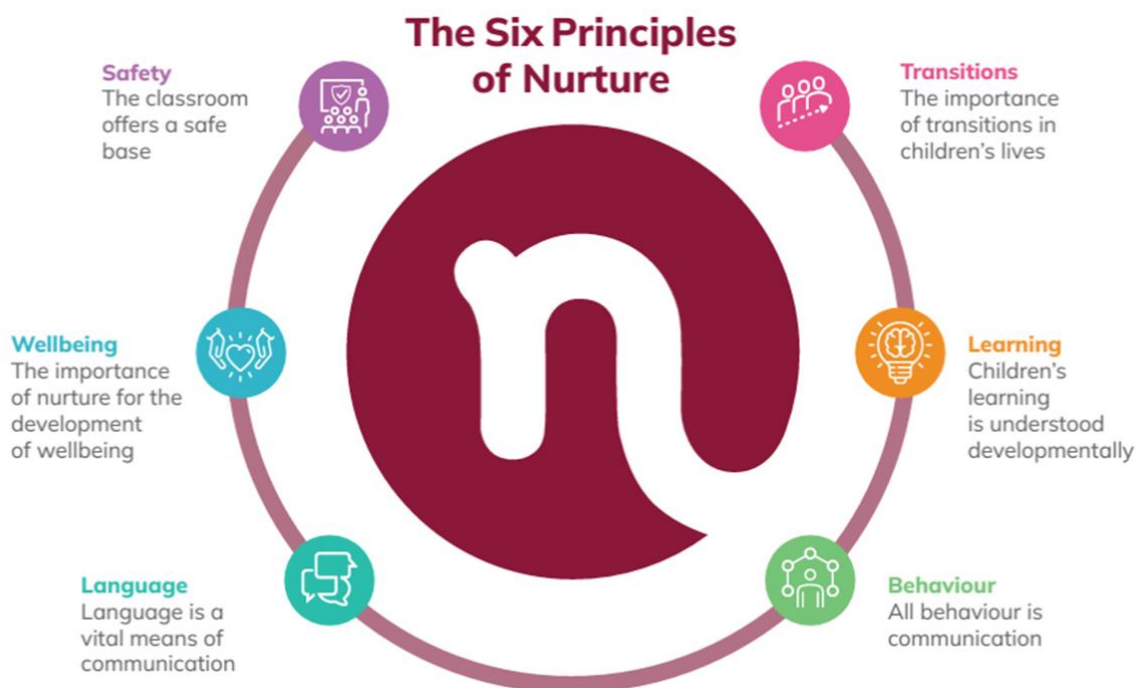 The Six Principles
of Nurture
Safety
The classroom
offers a safe
base
Transitions
The importance
of transitions in
children's lives
Wellbeing
The importance
of nurture for the
development
of wellbeing
Learning
Children's
learning
is understood
developmentally
Language
Language is a
vital means of
communication
Behaviour
All behaviour is
communication
n